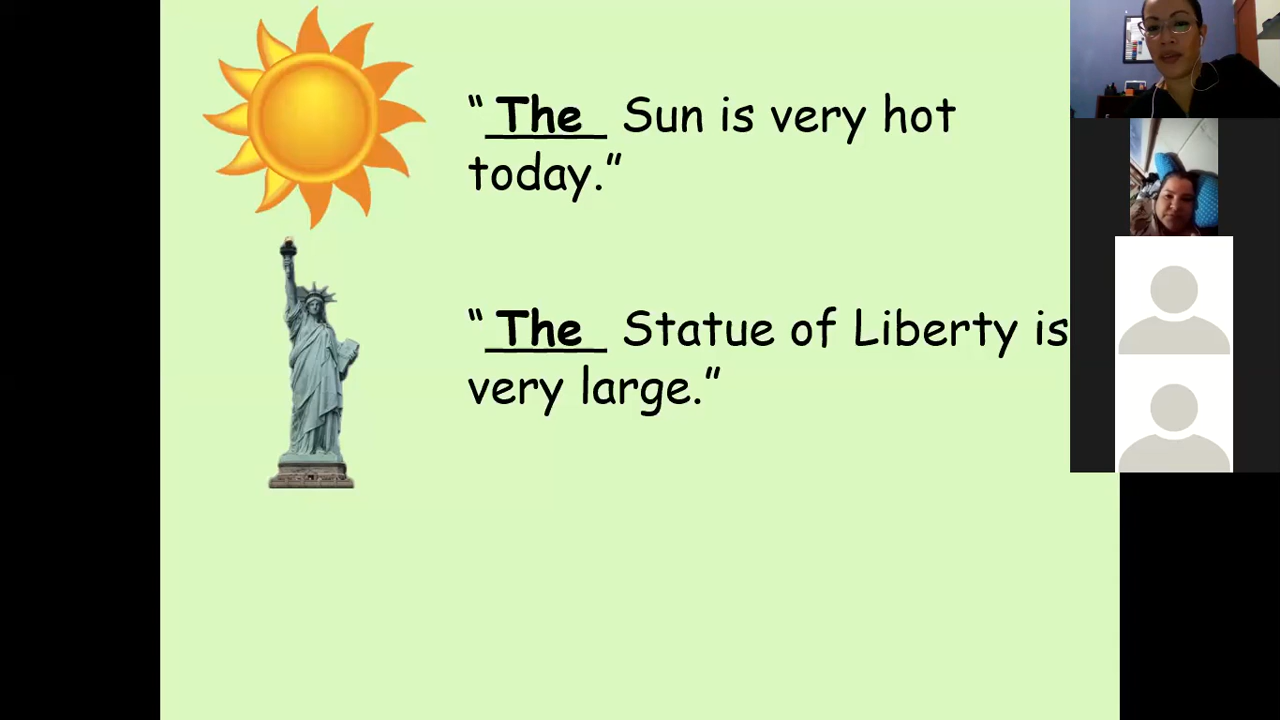 “ The Sun is very hot
today.”
“ The Statue of Liberty is
very large.”